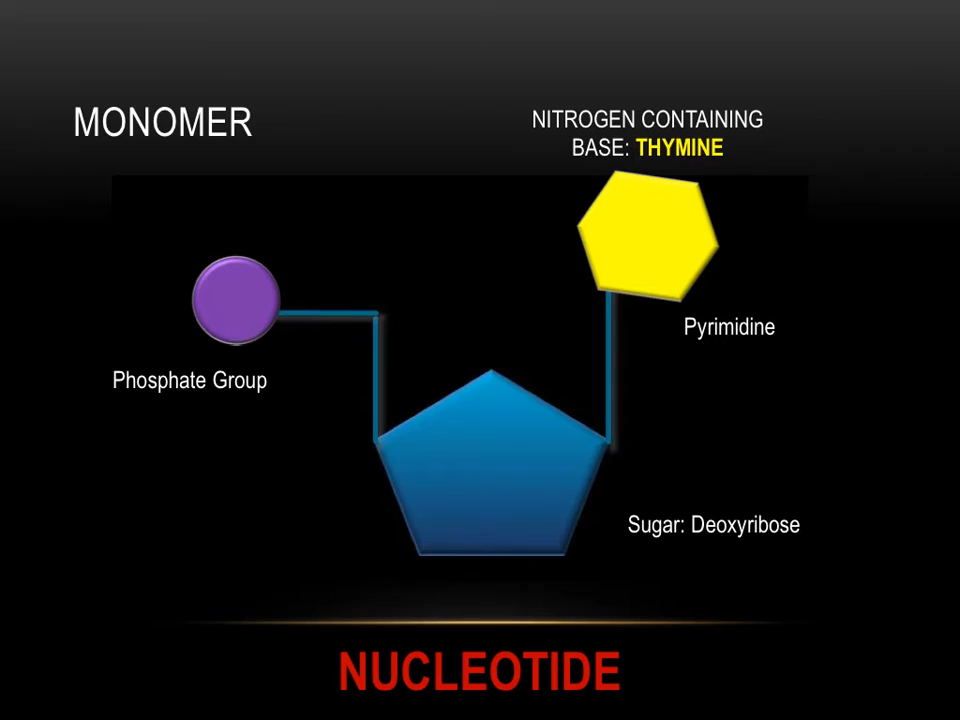 MONOMER
NITROGEN CONTAINING
BASE: THYMINE
Pyrimidine
Phosphate Group
Sugar: Deoxyribose
NUCLEOTIDE